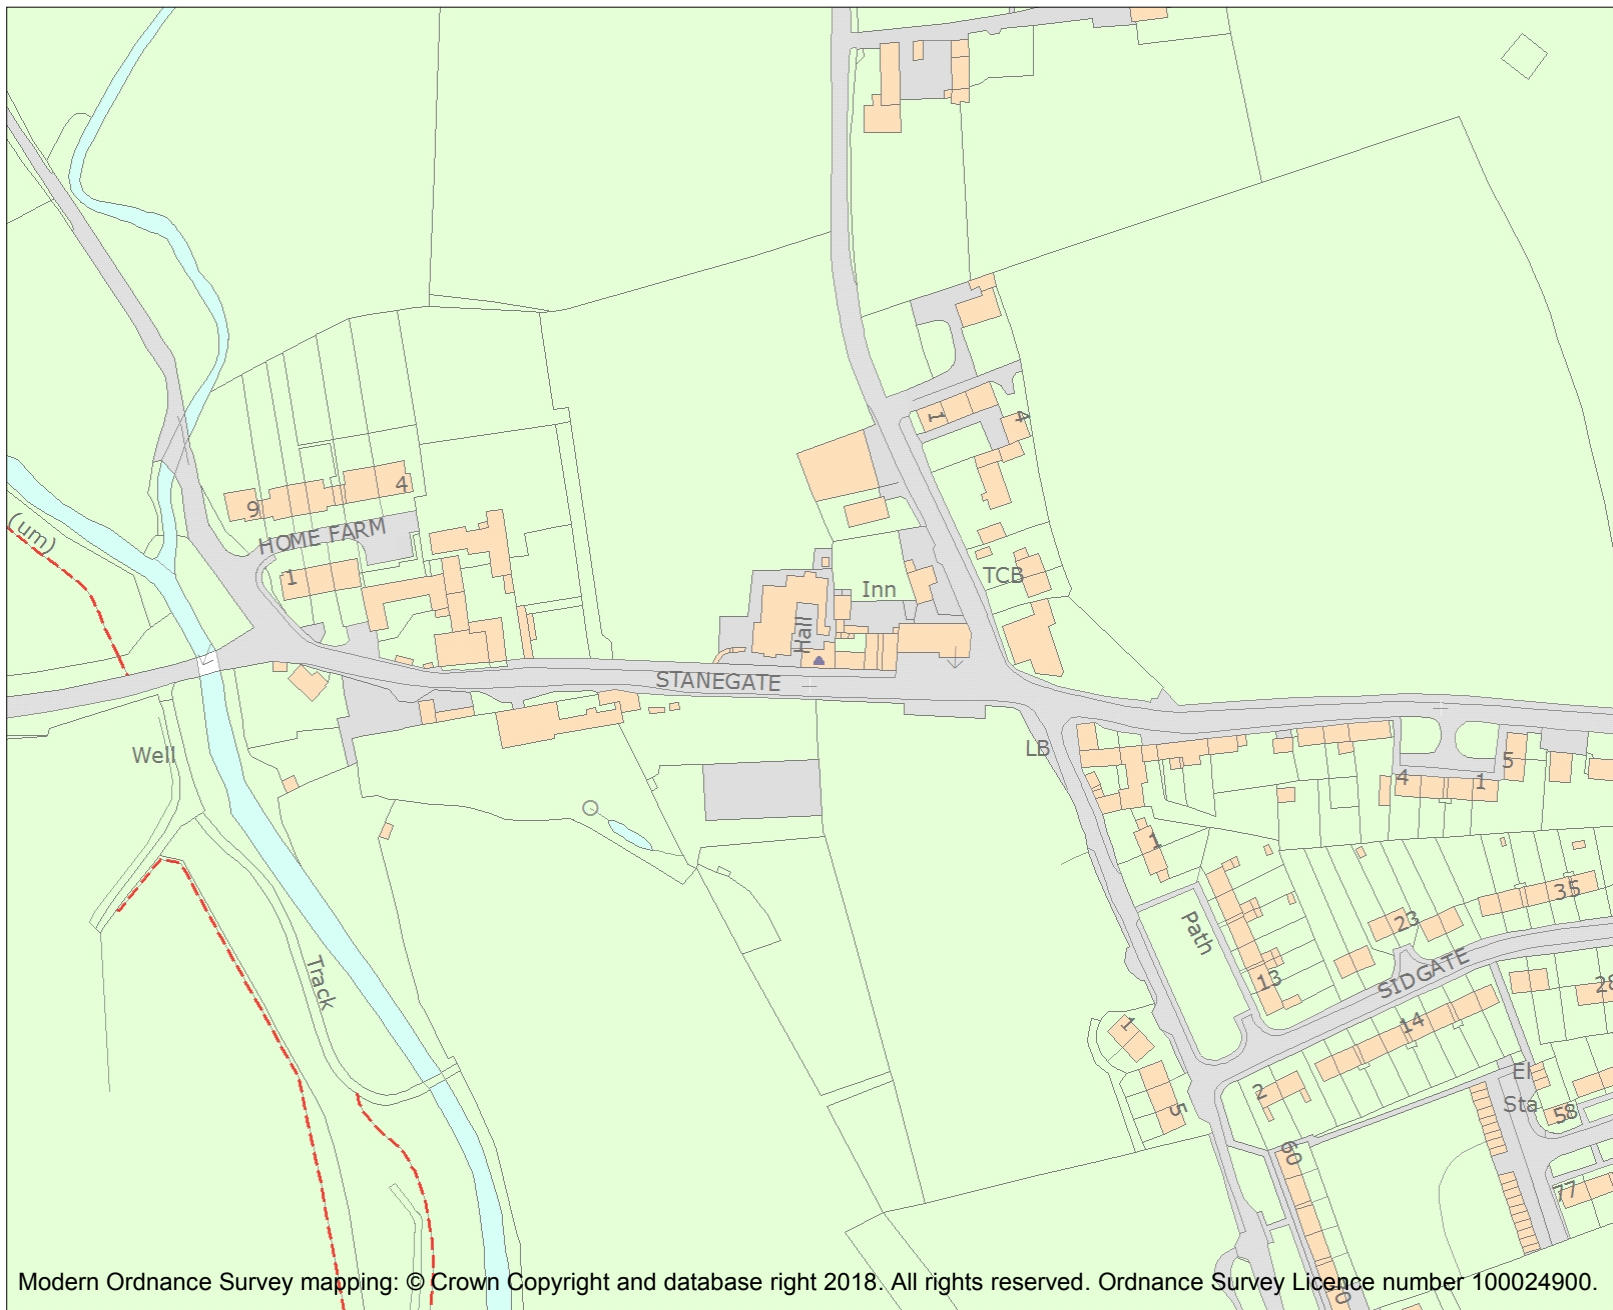 1
4
9
4
(um)
HOME FARM
1
Inn
TCB
Hall
STANEGATE
LB
Well
5
4
1
1
35
23
Path
13
SIDGATE
28
Track
14
1
2
El
Sta
5
58
60
77
Modern Ordnance Survey mapping: © Crown Copyright and database right 2018. All rights reserved. Ordnance Survey Licence number 100024900.